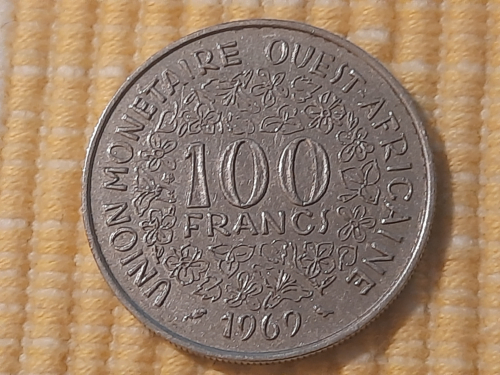 UNION MONETAIRE OUEST-AFRICAINE
100
FRANCS
1969